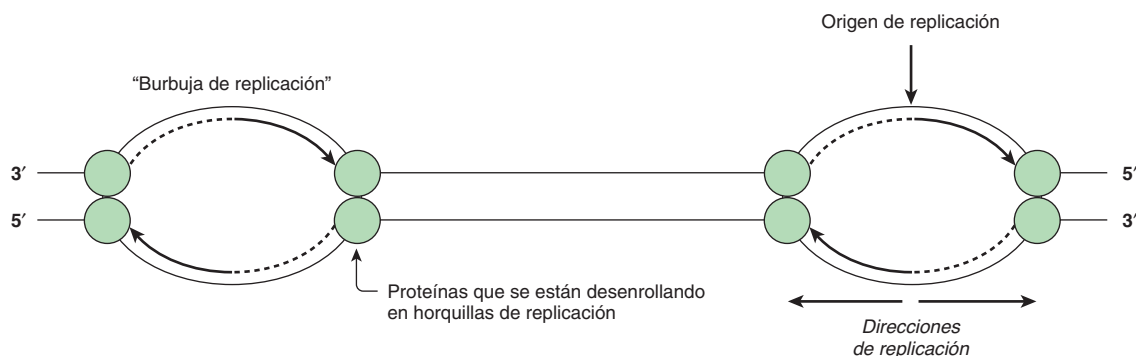 Origen de replicación
“Burbuja de replicación”
3′
5′
5′
3′
Proteínas que se están desenrollando
en horquillas de replicación
Direcciones
de replicación